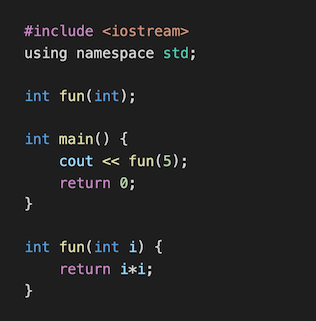 #include <iostream>
using namespace std;

int fun(int);

int main() {
    cout << fun(5);
    return 0;
}

int fun(int i) {
    return i*i;
}